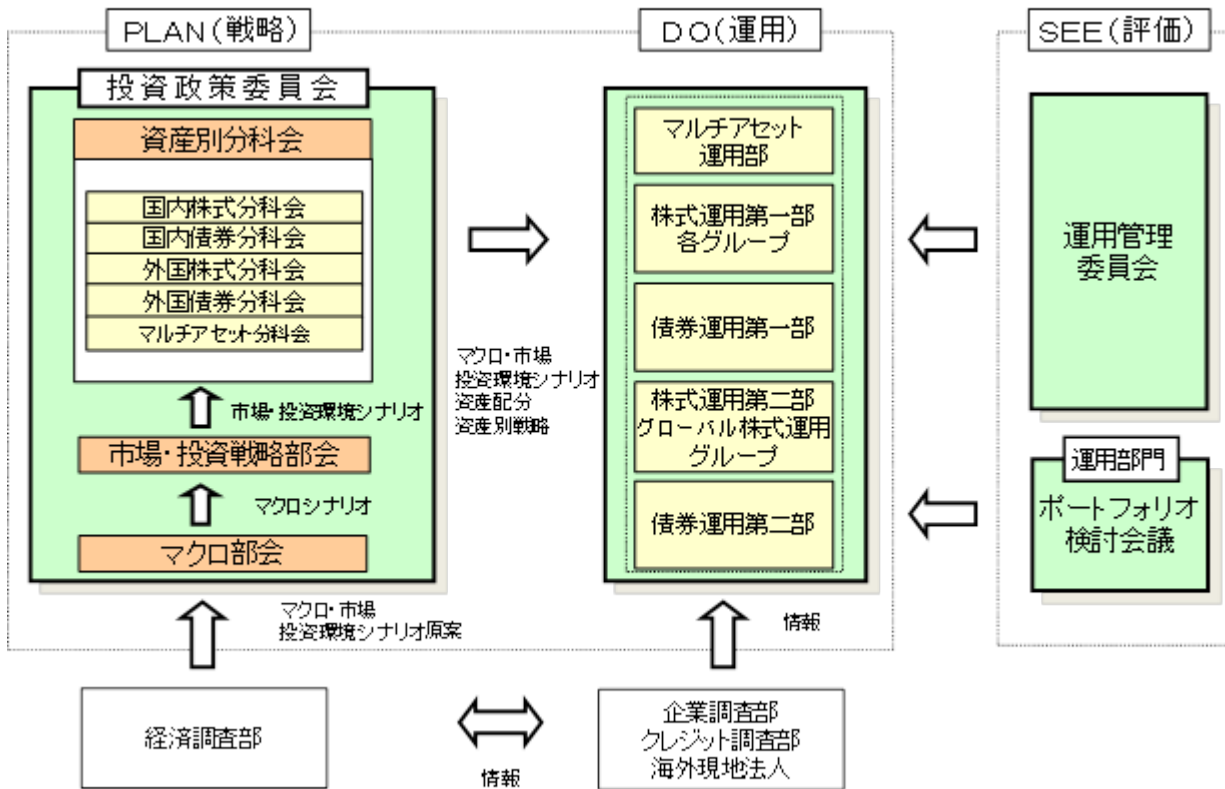 PLAN(戦略)
投資政策委員会
資産別分科会
国内株式分科会
国内債券分科会
外国株式分科会
外国債券分科会
マルチアセット分科会
市場・投資環境シナリオ
市場・投資戦略部会
マクロシナリオ
マクロ部会
マクロ・市場
投資環境シナリオ原案
経済調査部
マクロ・市場
投資環境シナリオ
資産配分
資産別戦略
情報
DO(運用)
マルチアセット
運用部
株式運用第一部
各グループ
債券運用第一部
株式運用第二部
グローバル株式運用
グループ
債券運用第二部
情報
企業調査部
クレジット調査部
海外現地法人
SEE(評価)
運用管理
委員会
運用部門
ポートフォリオ
検討会議